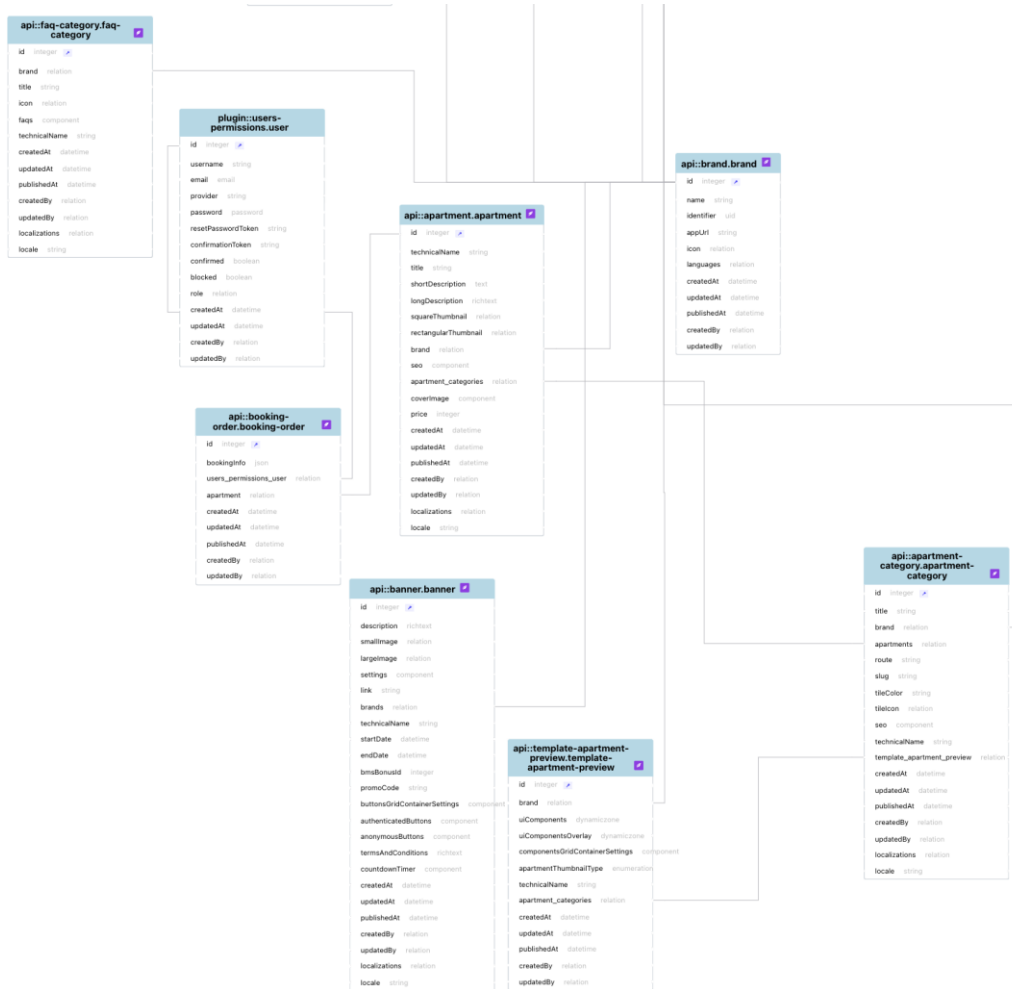 api::faq-category.faq-
category
id integer
brand relation
title string
icon relation
faqs component
technicalName string
createdAt datetime
updatedAt datetime
publishedAt datetime
createdBy relation
updatedBy relation
localizations relation
locale string
plugin::users-
permissions.user
id integer
username string
email email
provider string
password password
resetPasswordToken string
confirmationToken string
confirmed boolean
blocked boolean
role relation
createdAt datetime
updatedAt datetime
createdBy relation
updatedBy relation
api::brand.brand
id integer
name string
identifier uid
appUrl string
icon relation
languages relation
createdAt datetime
updatedAt datetime
publishedAt datetime
createdBy relation
updatedBy relation
api::apartment.apartment
id integer
technicalName string
title string
shortDescription text
longDescription richtext
squareThumbnail relation
rectangularThumbnail relation
brand relation
seo component
apartment_categories relation
coverImage component
price integer
createdAt datetime
updatedAt datetime
publishedAt datetime
createdBy relation
updatedBy relation
localizations relation
locale string
api::booking-
order.booking-order
id integer
bookingInfo json
users_permissions_user relation
apartment relation
createdAt datetime
updatedAt datetime
publishedAt datetime
createdBy relation
updatedBy relation
api::banner.banner
id integer
description richtext
smallImage relation
largeImage relation
settings component
link string
brands relation
technicalName string
startDate datetime
endDate datetime
bmsBonusId integer
promoCode string
buttonsGridContainerSettings component
authenticatedButtons component
anonymousButtons component
termsAndConditions richtext
countdownTimer component
createdAt datetime
updatedAt datetime
publishedAt datetime
createdBy relation
updatedBy relation
localizations relation
locale string
api::template-apartment-
preview.template-
apartment-preview
id integer
brand relation
uiComponents dynamiczone
uiComponentsOverlay dynamiczone
componentsGridContainerSettings component
apartmentThumbnailType enumeration
technicalName string
apartment_categories relation
createdAt datetime
updatedAt datetime
publishedAt datetime
createdBy relation
updatedBy relation
api::apartment-
category.apartment-
category
id integer
title string
brand relation
apartments relation
route string
slug string
tileColor string
tileIcon relation
seo component
technicalName string
template_apartment_preview relation
createdAt datetime
updatedAt datetime
publishedAt datetime
createdBy relation
updatedBy relation
localizations relation
locale string